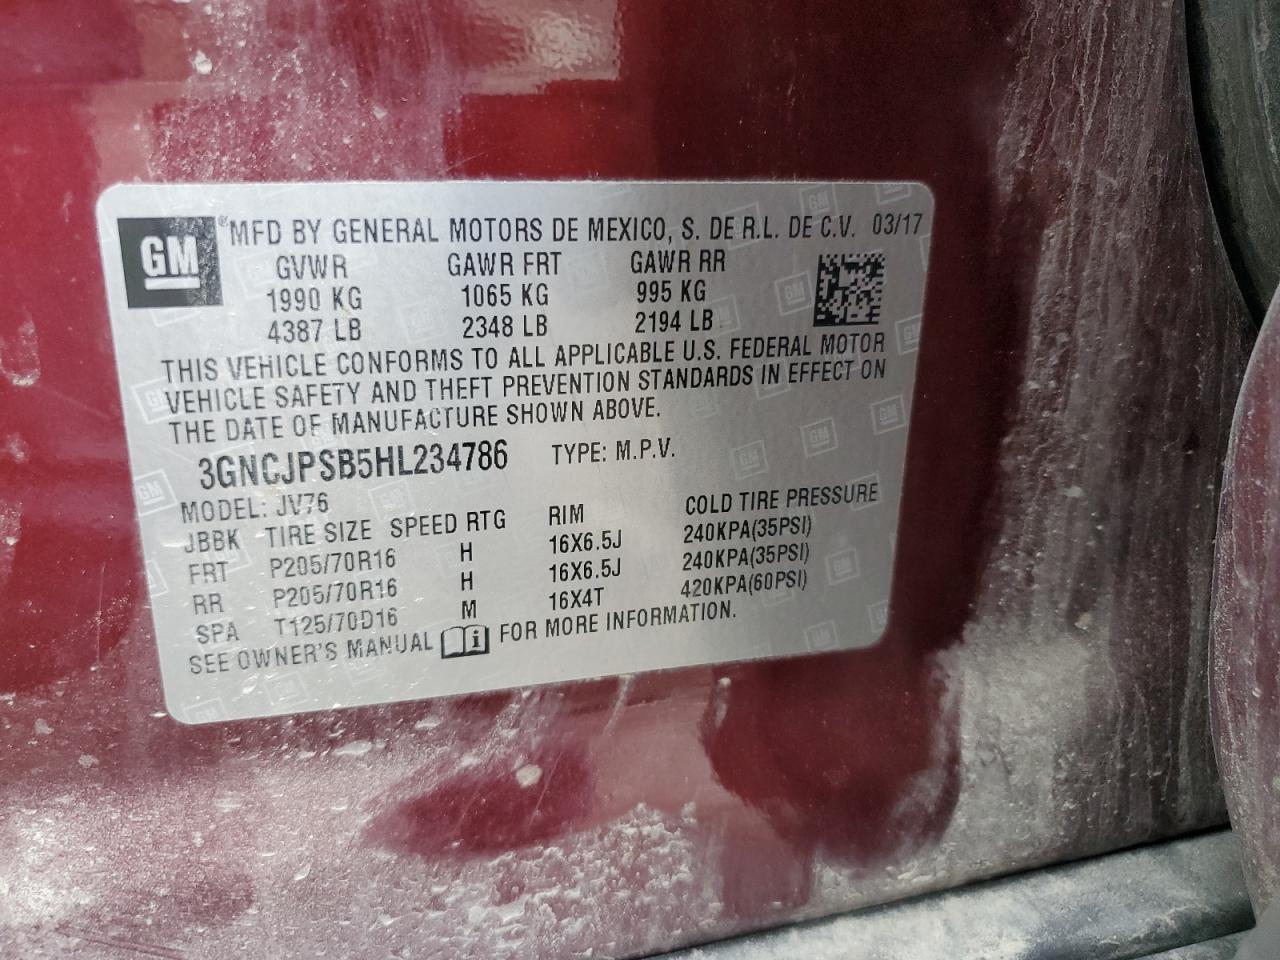 GM ® MFD BY GENERAL MOTORS DE MEXICO, S. DE R.L. DE C.V. 03/17
GVWR GAWR FRT GAWR RR
1990 KG 1065 KG 995 KG
4387 LB 2348 LB 2194 LB
THIS VEHICLE CONFORMS TO ALL APPLICABLE U.S. FEDERAL MOTOR
VEHICLE SAFETY AND THEFT PREVENTION STANDARDS IN EFFECT ON
THE DATE OF MANUFACTURE SHOWN ABOVE.
3GNCJPSB5HL234786 TYPE: M.P.V.
MODEL: JV76
JBBK TIRE SIZE SPEED RTG RIM COLD TIRE PRESSURE
FRT P205/70R16 H 16X6.5J 240KPA(35PSI)
RR P205/70R16 H 16X6.5J 240KPA(35PSI)
SPA T125/70D16 M 16X4T 420KPA(60PSI)
SEE OWNER'S MANUAL FOR MORE INFORMATION.